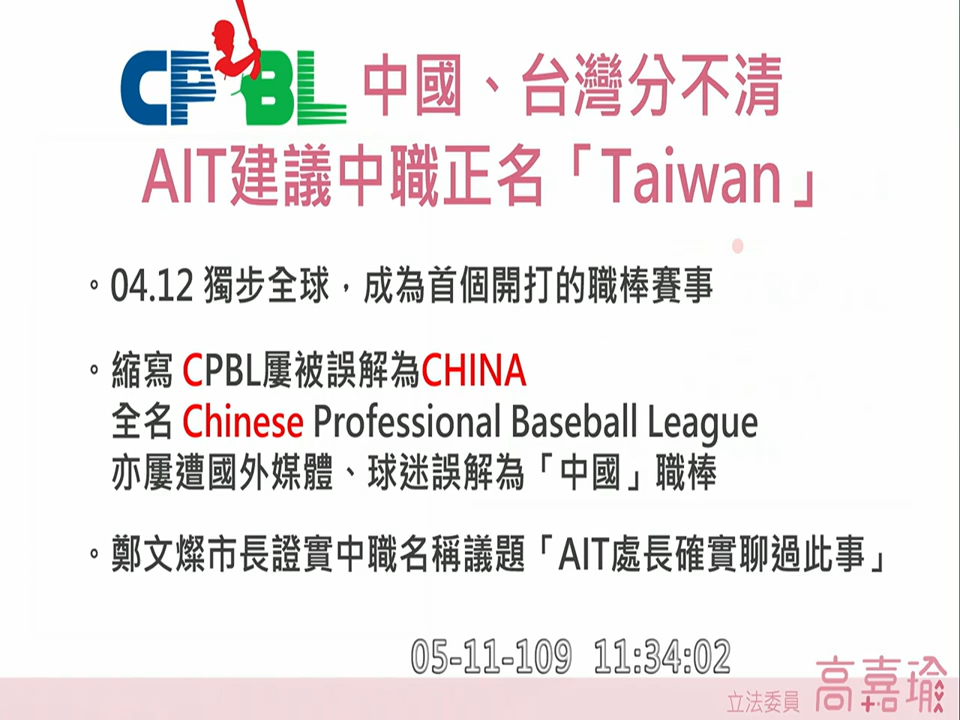 CPBL 中國、台灣分不清
AIT建議中職正名「Taiwan」
。04.12 獨步全球，成為首個開打的職棒賽事
。縮寫 CPBL屢被誤解為CHINA
全名 Chinese Professional Baseball League
亦屢遭國外媒體、球迷誤解為「中國」職棒
。鄭文燦市長證實中職名稱議題「AIT處長確實聊過此事」
05-11-109 11:34:02
立法委員 高嘉瑜